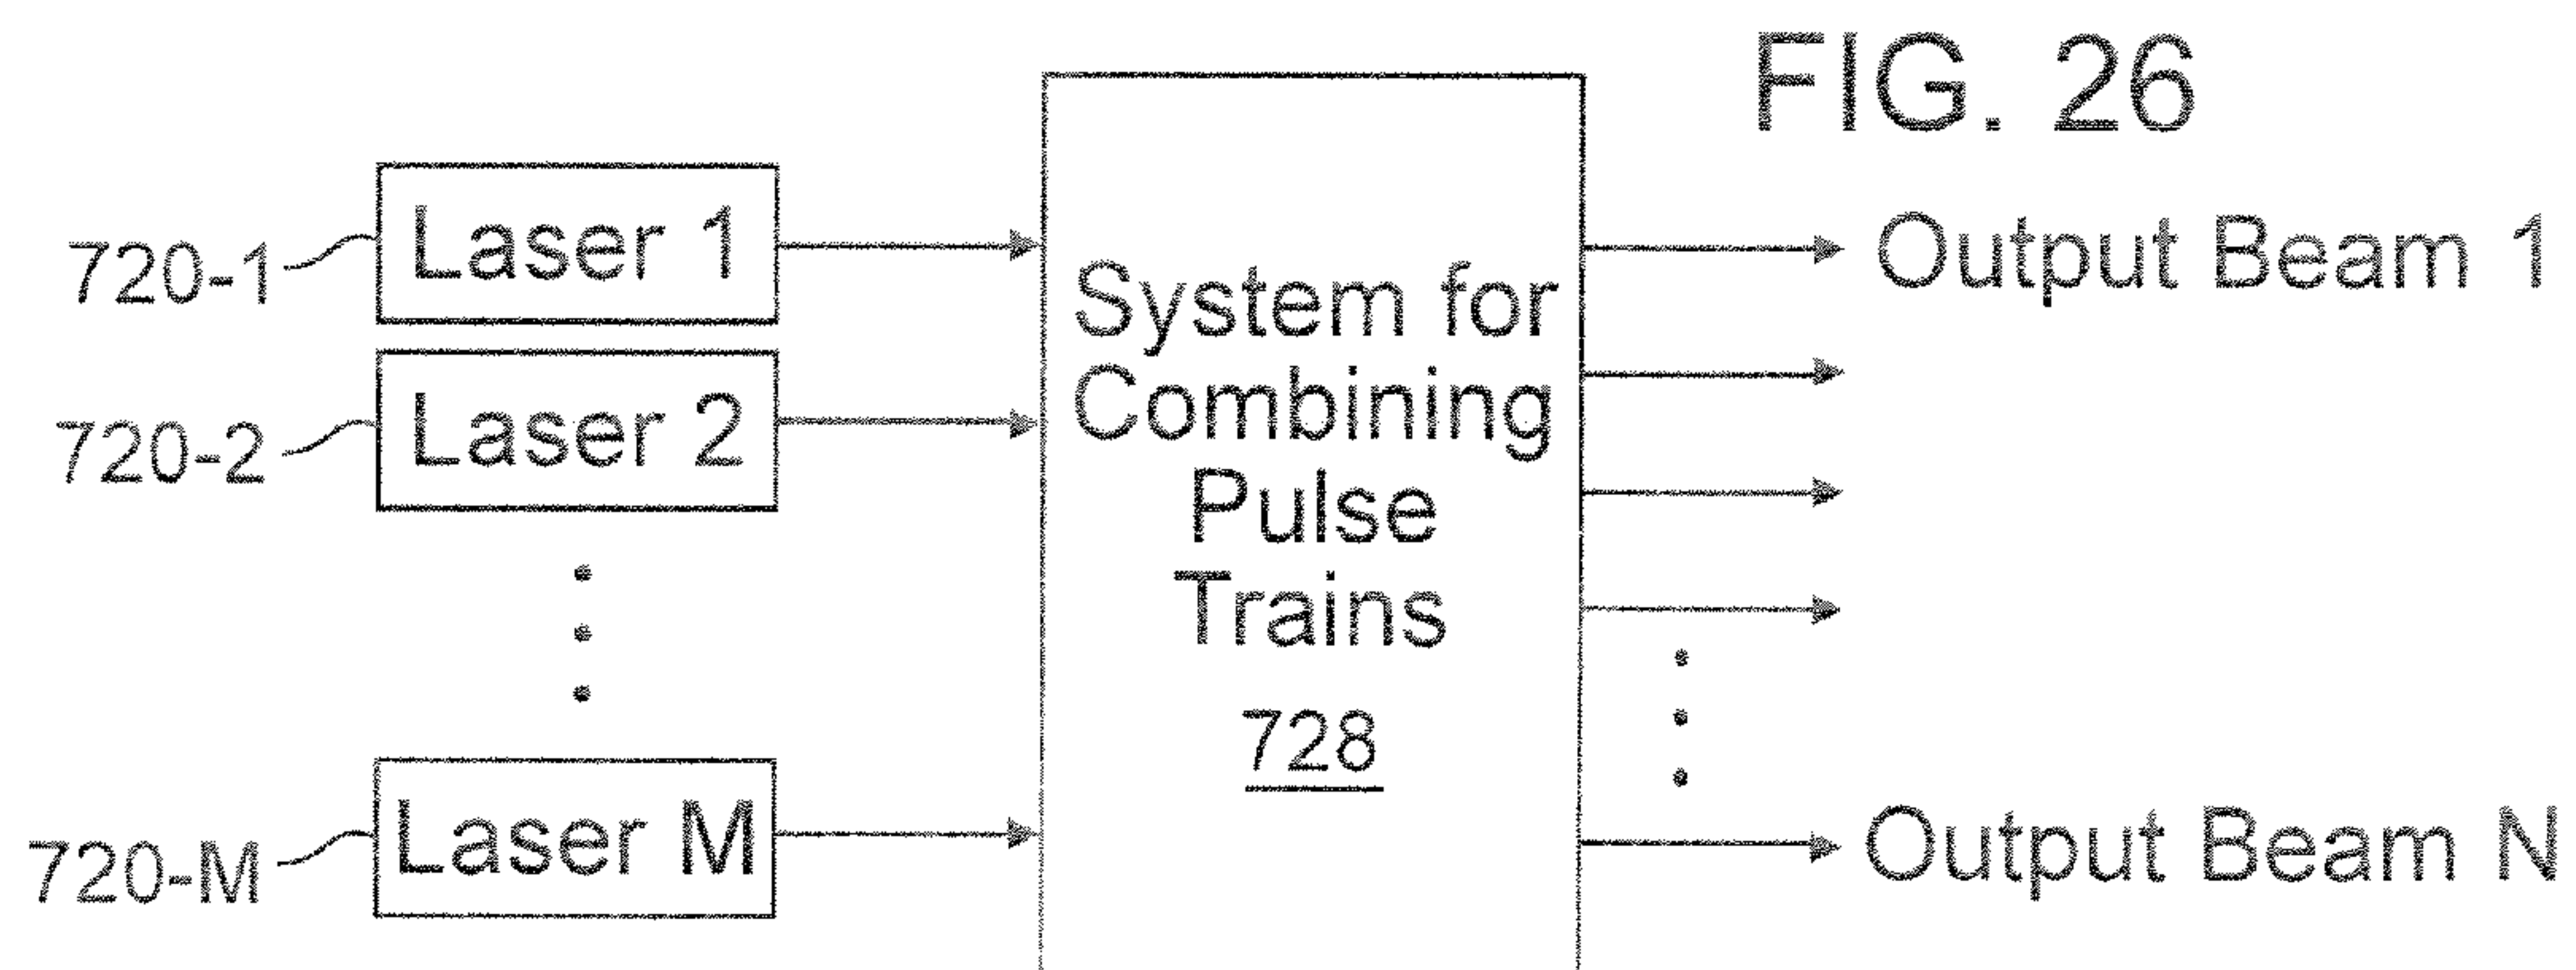 FIG. 26
720-1
Laser 1
720-2
Laser 2
720-M
Laser M
System for
Combining
Pulse
Trains
728
Output Beam 1
Output Beam N